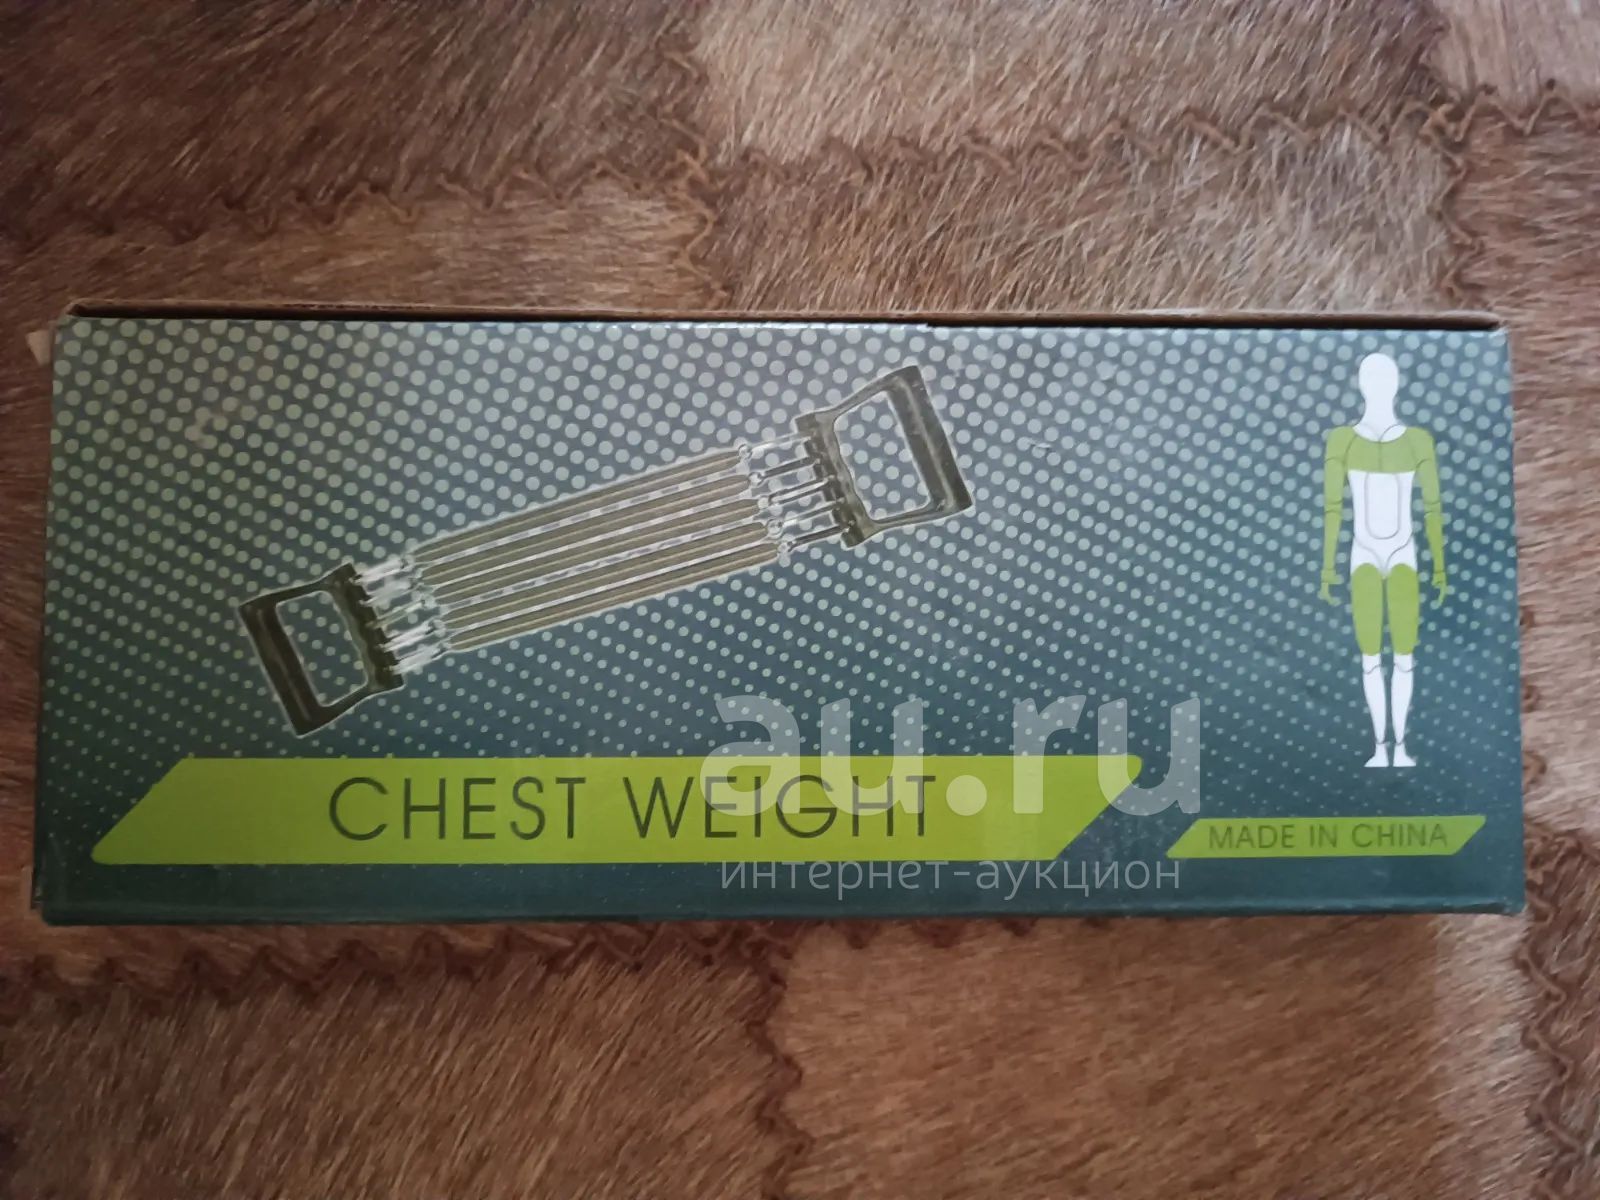 CHEST WEIGHT
MADE IN CHINA
au.ru
интернет-аукцион